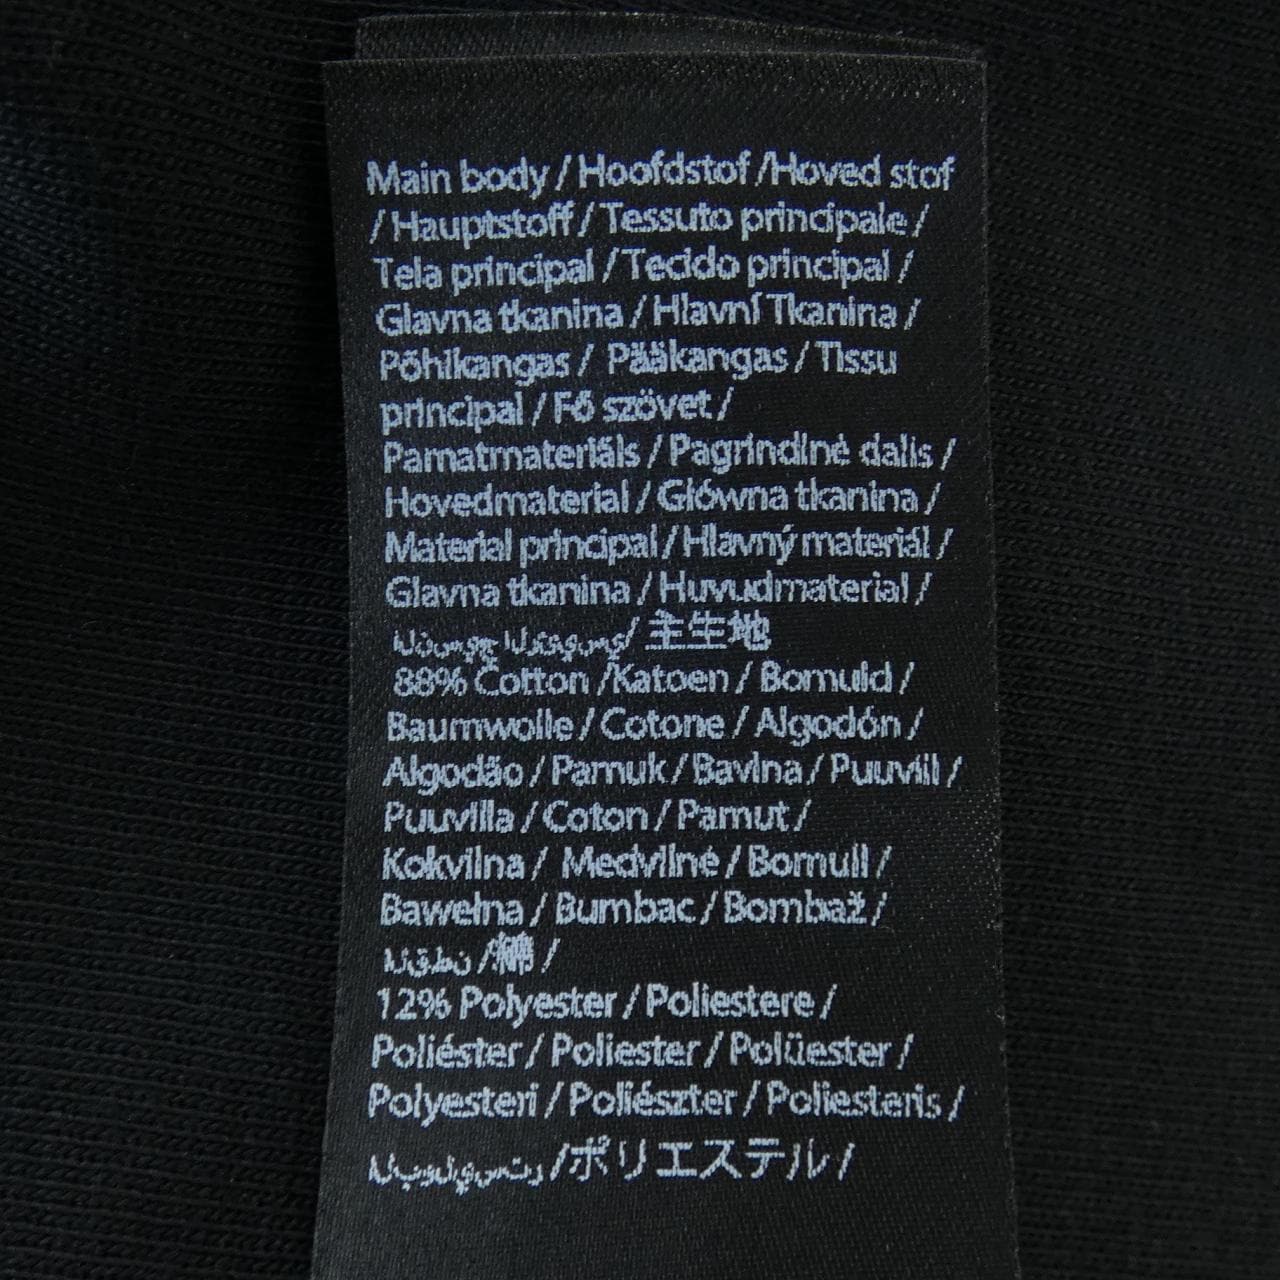 Main body / Hoofdstof /Hoved stof
/ Hauptstoff / Tessuto principale /
Tela principal / Tecido principal /
Glavna tkanina / Hlavní Tkanina /
Põhikangas / Pääkangas / Tissu
principal / Fő szövet /
Pamatmateriāls / Pagrindinė dalis /
Hovedmaterial / Główna tkanina /
Material principal / Hlavný materiál /
Glavna tkanina / Huvudmaterial /
/ 主生地
88% Cotton /Katoen / Bomuld /
Baumwolle / Cotone / Algodón /
Algodão / Pamuk / Bavlna / Puuvill /
Puuvilla / Coton / Pamut /
Kokvilna / Medvilnė / Bomull /
Bawełna / Bumbac / Bombaž /
/綿 /
12% Polyester / Poliestere /
Poliéster / Poliester / Polüester /
Polyesteri / Poliészter / Poliesteris /
/ポリエステル /